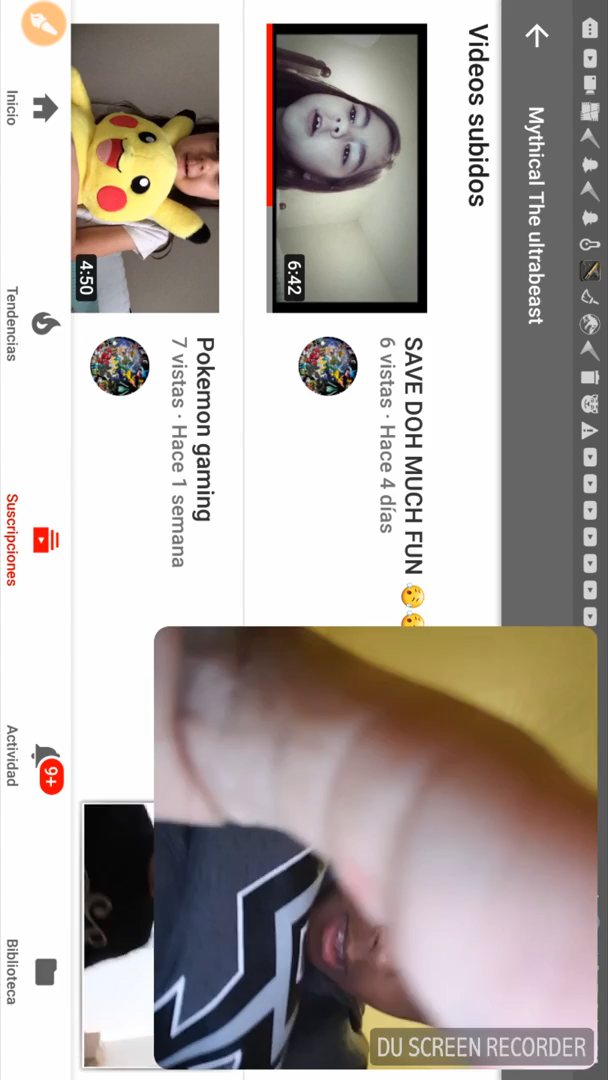 Mythical The ultrabeast
Videos subidos
6:42
SAVE DOH MUCH FUN 😥😥
6 vistas · Hace 4 días
4:50
Pokemon gaming
7 vistas · Hace 1 semana
Inicio
Tendencias
Suscripciones
9+
Actividad
Biblioteca
DU SCREEN RECORDER